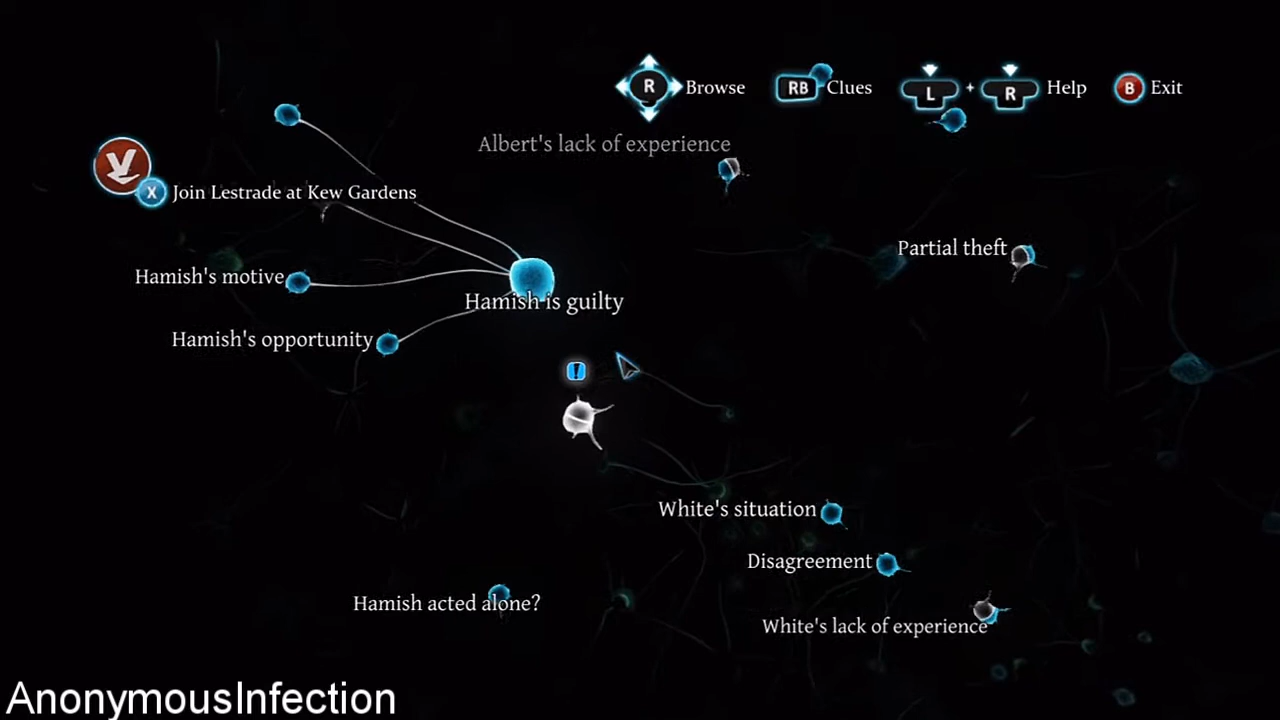 R Browse
RB Clues
L + R Help
B Exit
Albert's lack of experience
X Join Lestrade at Kew Gardens
Partial theft
Hamish's motive
Hamish is guilty
Hamish's opportunity
!
White's situation
Disagreement
Hamish acted alone?
White's lack of experience
AnonymousInfection